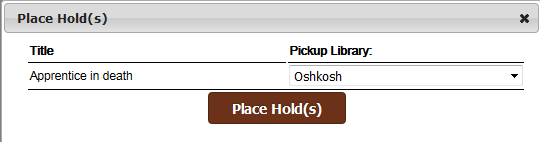 Place Hold(s)
Title Pickup Library:
Apprentice in death Oshkosh
Place Hold(s)